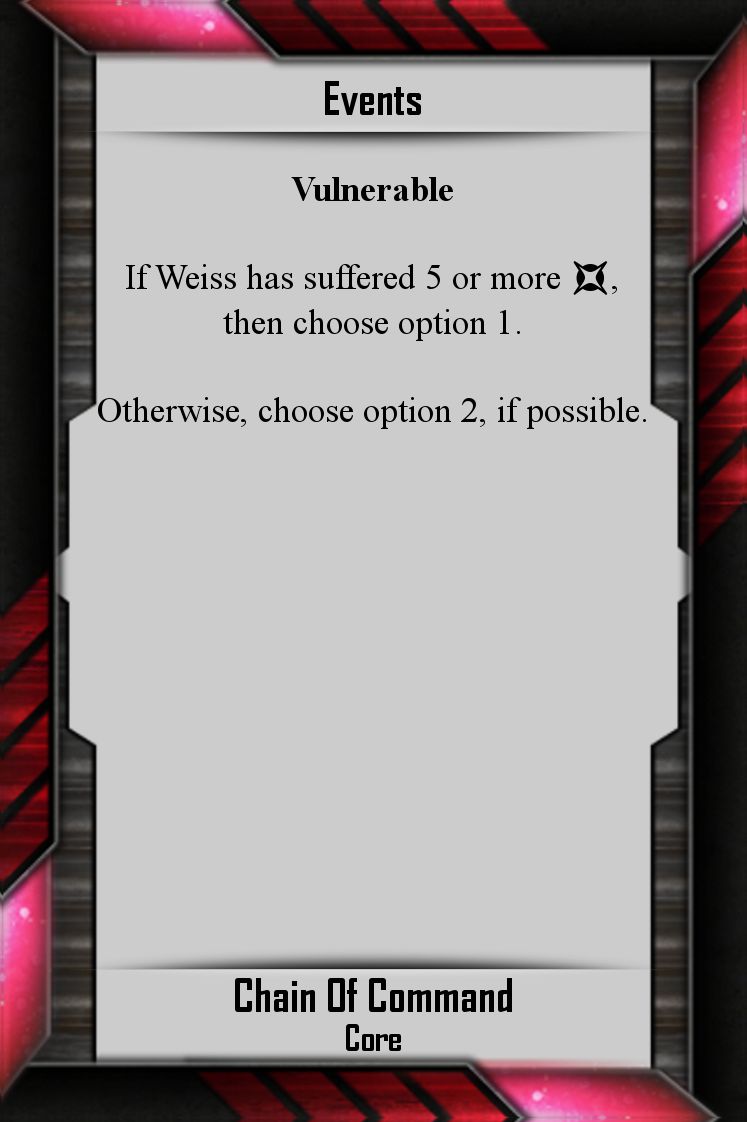 Events
Vulnerable
If Weiss has suffered 5 or more ,
then choose option 1.
Otherwise, choose option 2, if possible.
Chain Of Command
Core